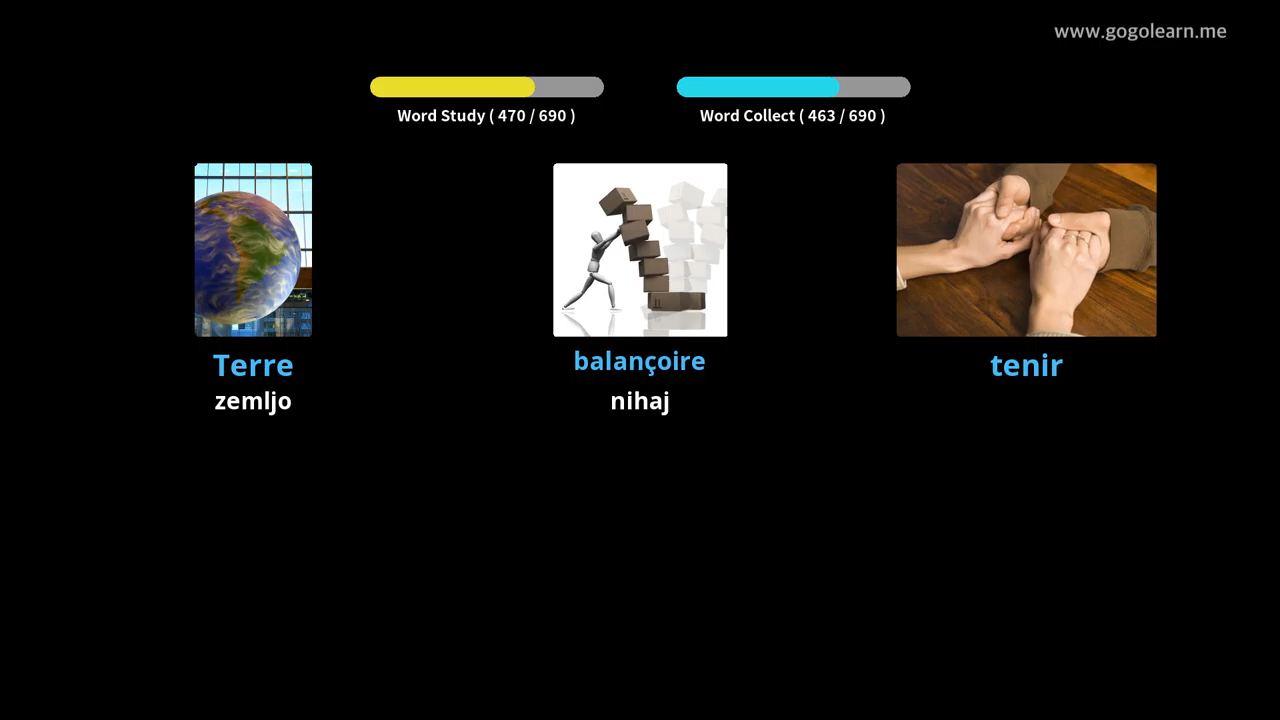 www.gogolearn.me
Word Study ( 470 / 690 )
Word Collect ( 463 / 690 )
Terre
zemljo
balançoire
nihaj
tenir